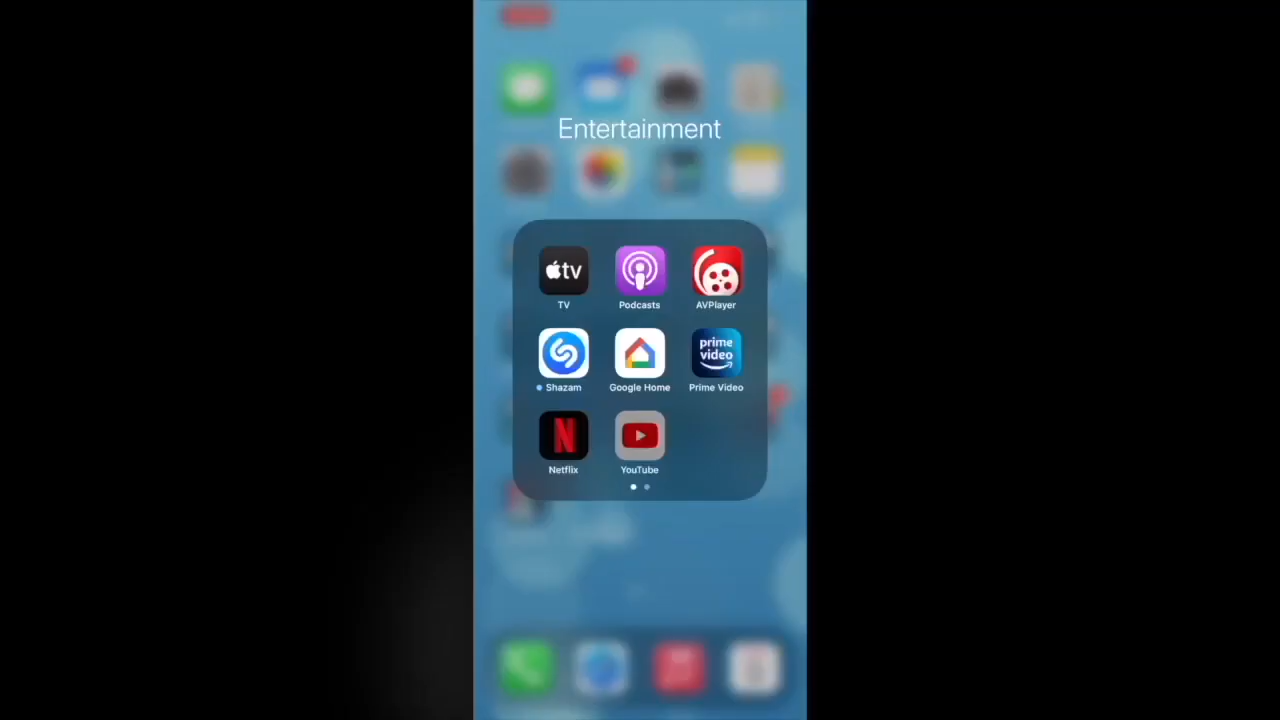 Entertainment
tv
TV
Podcasts
AVPlayer
prime
video
Shazam
Google Home
Prime Video
N
Netflix
YouTube